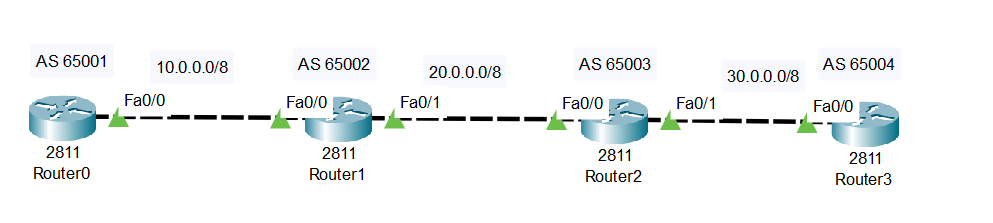 AS 65001
10.0.0.0/8
AS 65002
20.0.0.0/8
AS 65003
30.0.0.0/8
AS 65004
Fa0/0
Fa0/0
Fa0/1
Fa0/0
Fa0/1
Fa0/0
2811
Router0
2811
Router1
2811
Router2
2811
Router3